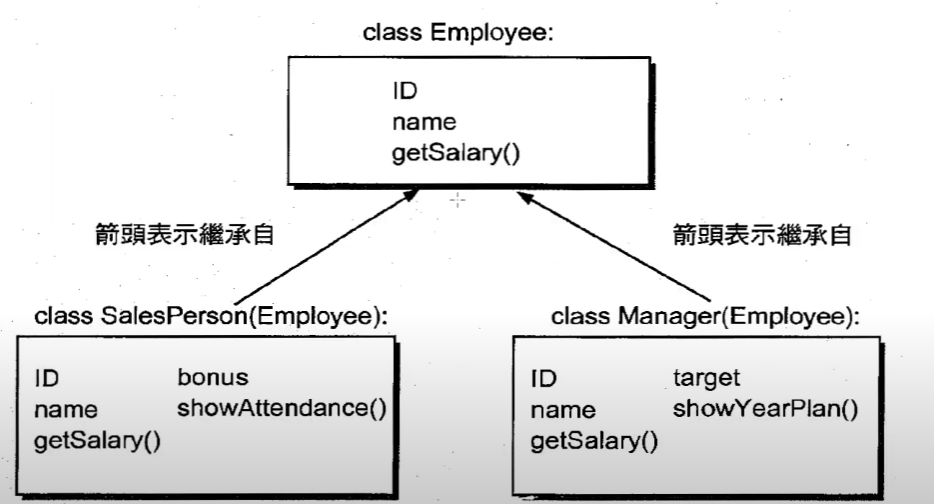 class Employee:
ID
name
getSalary()
箭頭表示繼承自
箭頭表示繼承自
class SalesPerson(Employee):
class Manager(Employee):
ID bonus
name showAttendance()
getSalary()
ID target
name showYearPlan()
getSalary()